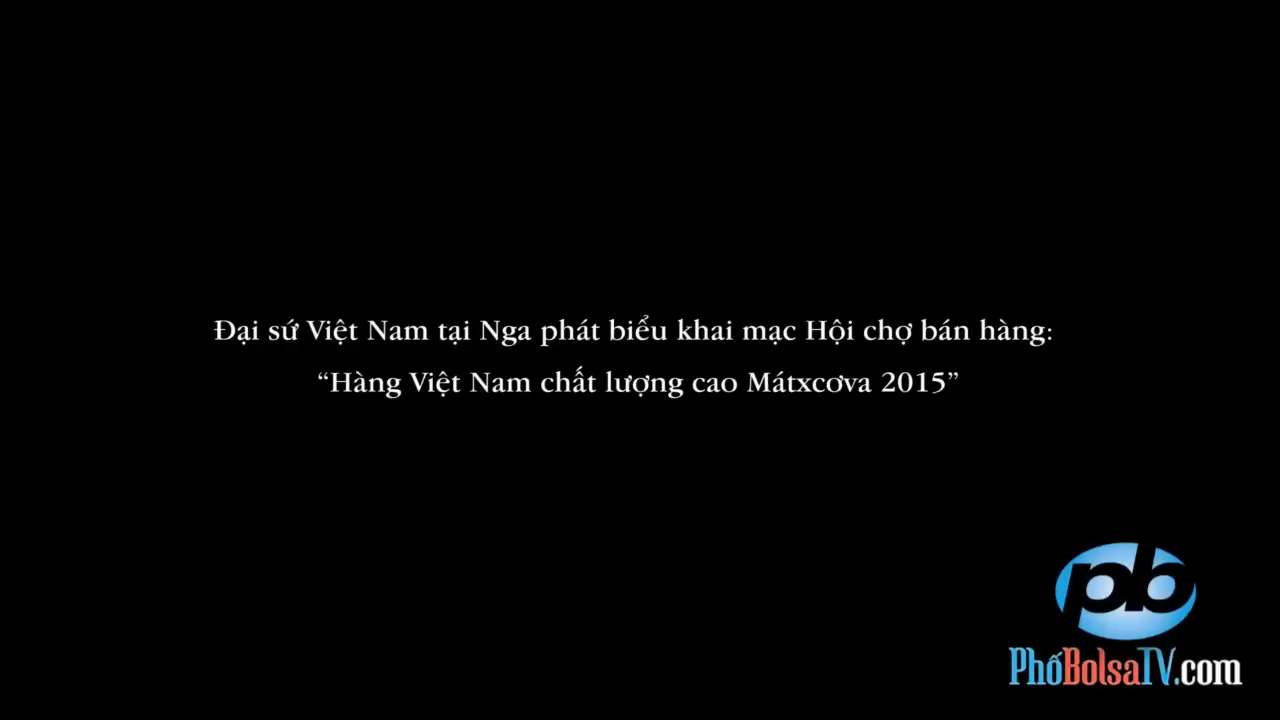 Đại sứ Việt Nam tại Nga phát biểu khai mạc Hội chợ bán hàng:
“Hàng Việt Nam chất lượng cao Mátxcơva 2015”
pb
PhốBolsaTV.com